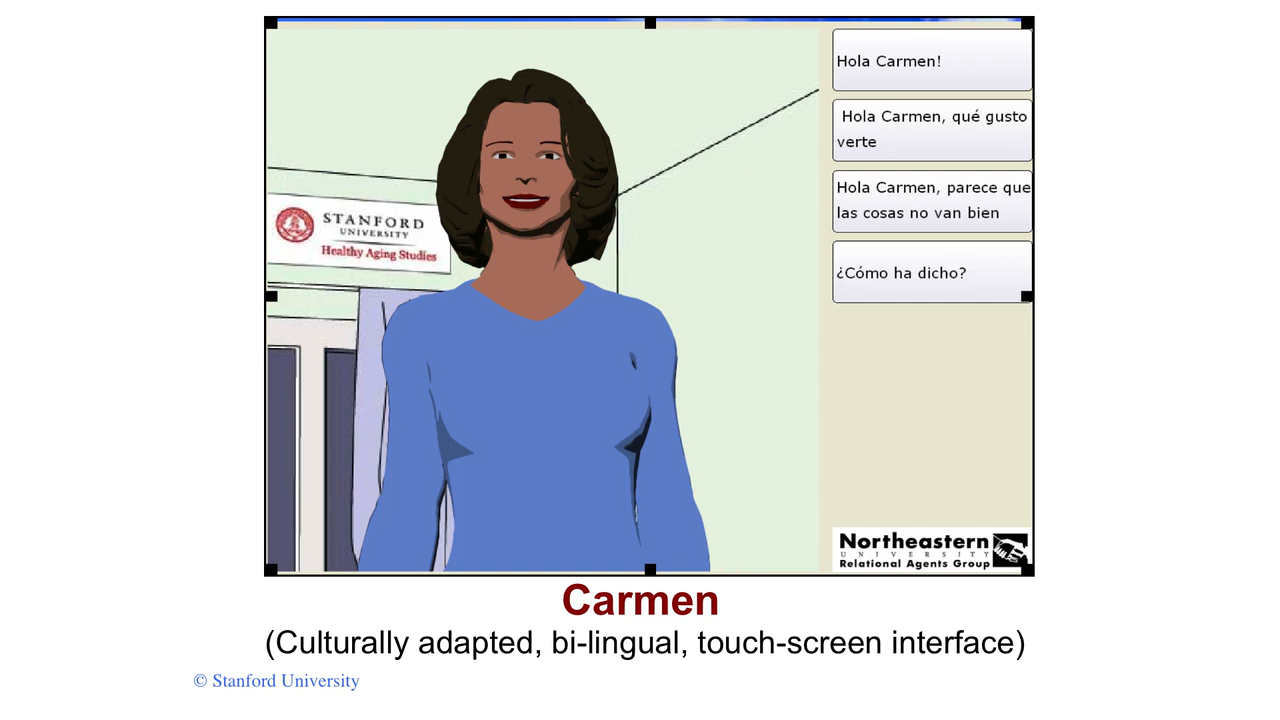 Hola Carmen!
Hola Carmen, qué gusto
verte
Hola Carmen, parece que
las cosas no van bien
¿Cómo ha dicho?
STANFORD
UNIVERSITY
Healthy Aging Studies
Northeastern
UNIVERSITY
Relational Agents Group
Carmen
(Culturally adapted, bi-lingual, touch-screen interface)
© Stanford University